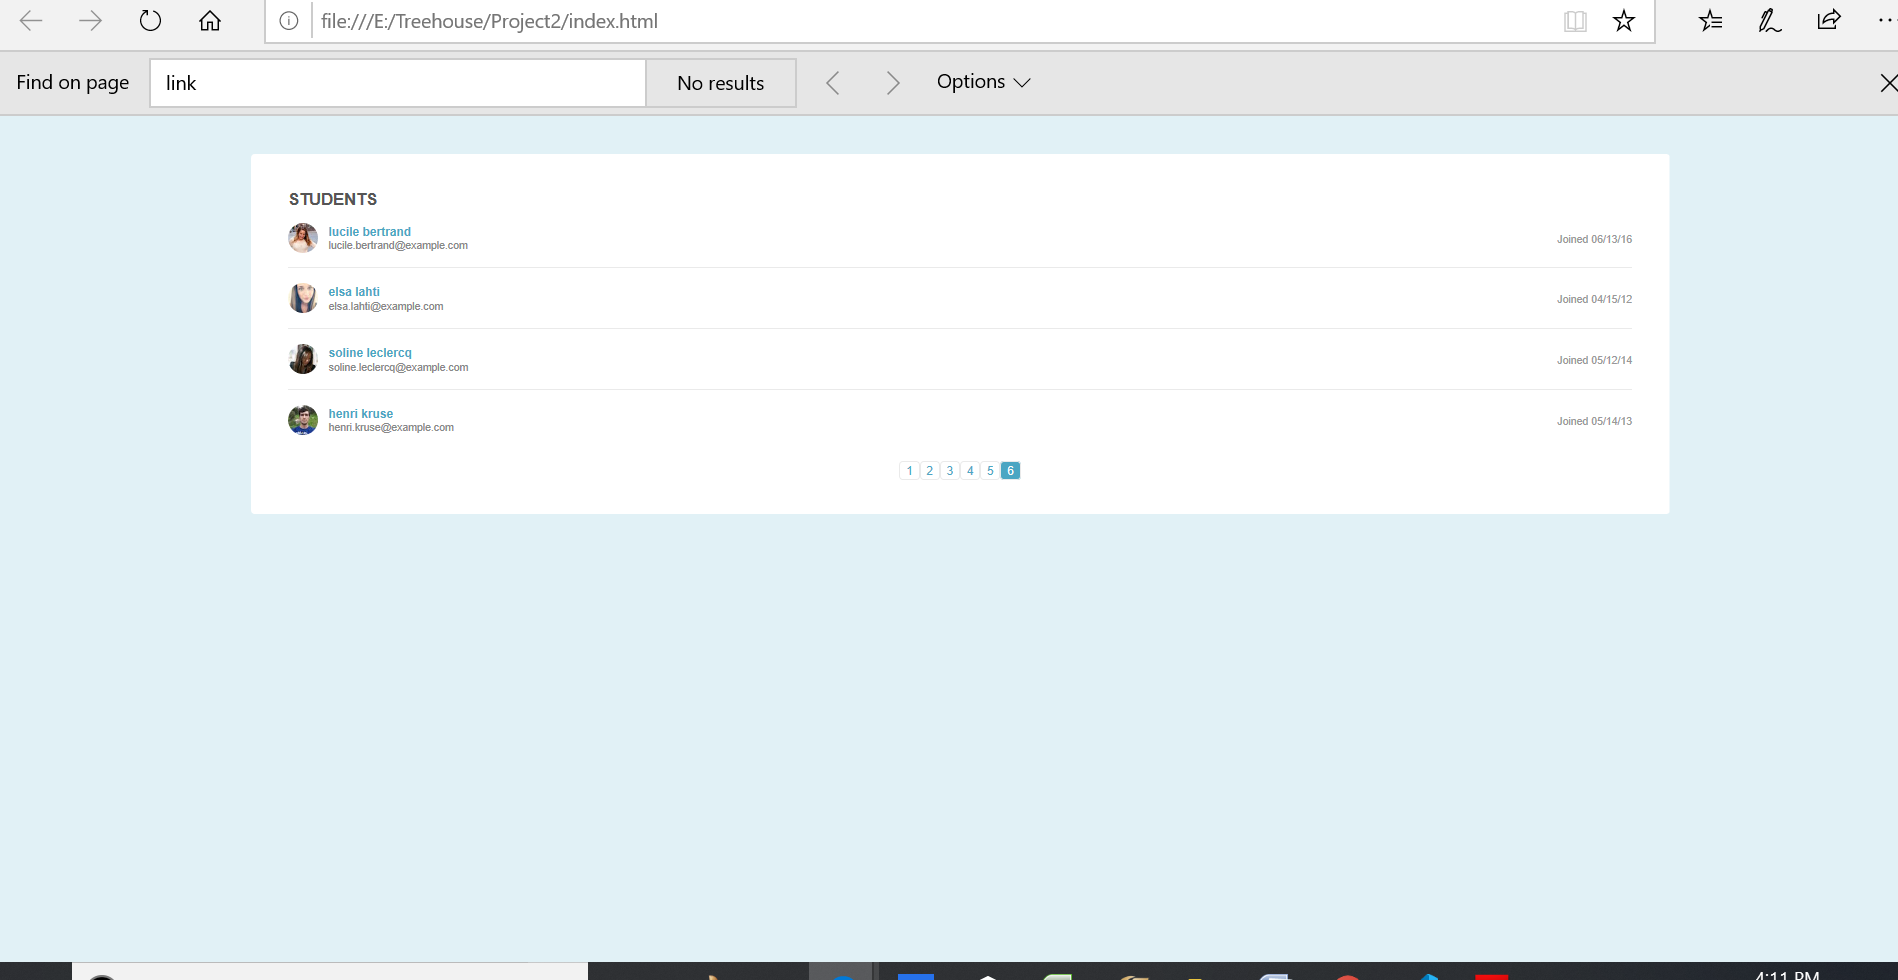 file:///E:/Treehouse/Project2/index.html
Find on page link No results Options
STUDENTS
lucile bertrand
lucile.bertrand@example.com
Joined 06/13/16
elsa lahti
elsa.lahti@example.com
Joined 04/15/12
soline leclercq
soline.leclercq@example.com
Joined 05/12/14
henri kruse
henri.kruse@example.com
Joined 05/14/13
1 2 3 4 5 6
4:11 PM